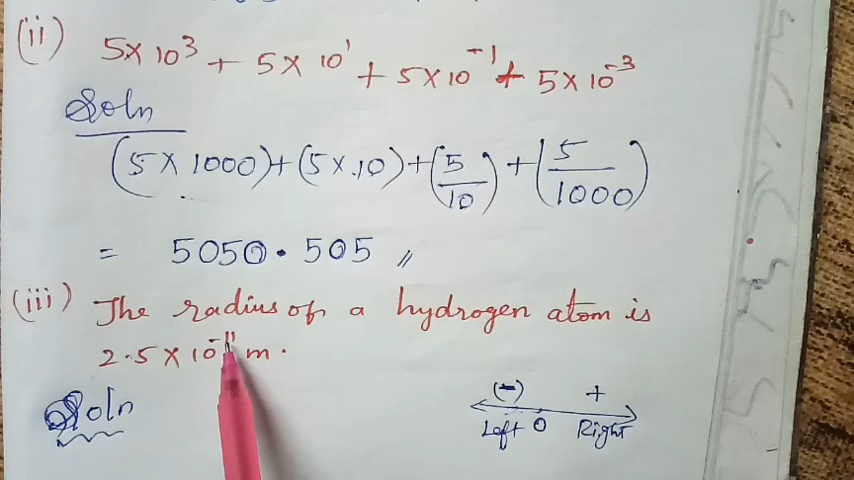 (ii) 5×10³ + 5×10¹ + 5×10⁻¹ + 5×10⁻³
Soln
(5×1000)+(5×10)+(5/10)+(5/1000)
= 5050.505 //
(iii) The radius of a hydrogen atom is
2.5×10⁻¹¹ m.
Soln
(-) +
Left 0 Right